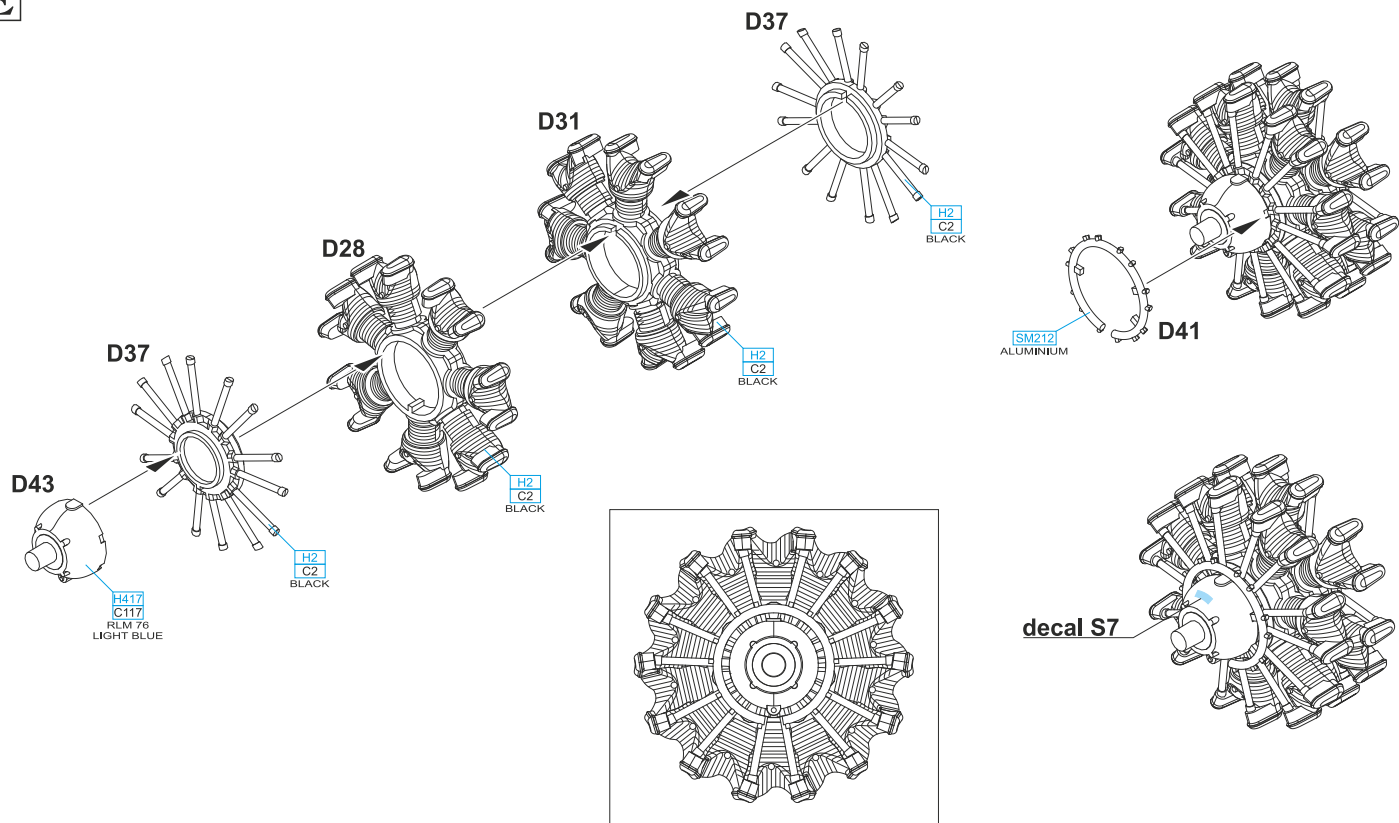 E
D37
H2
C2
BLACK
D31
H2
C2
BLACK
D28
H2
C2
BLACK
D37
H2
C2
BLACK
D43
H417
C117
RLM 76
LIGHT BLUE
SM212
ALUMINIUM
D41
decal S7